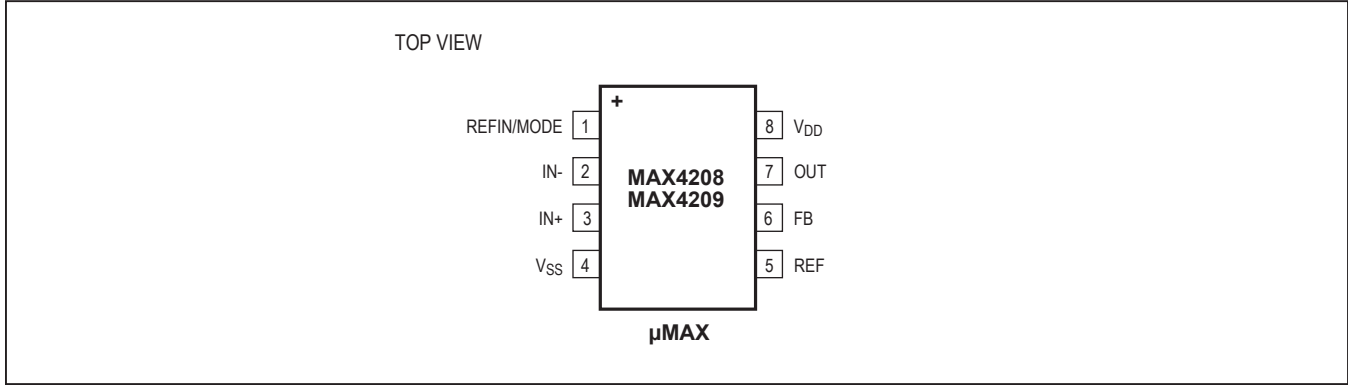 TOP VIEW
+
REFIN/MODE 1
8 VDD
IN- 2
7 OUT
MAX4208
MAX4209
IN+ 3
6 FB
VSS 4
5 REF
µMAX